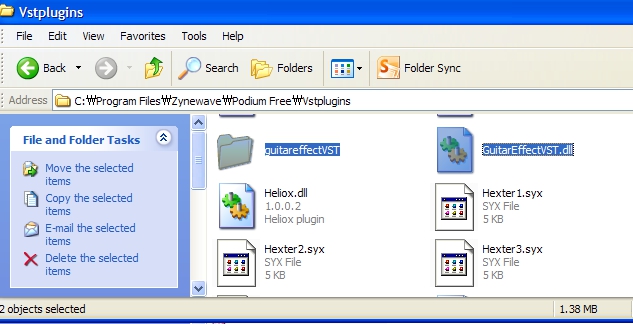 Vstplugins
File Edit View Favorites Tools Help
Back Search Folders Folder Sync
Address C:₩Program Files₩Zynewave₩Podium Free₩Vstplugins
File and Folder Tasks
Move the selected
items
Copy the selected
items
E-mail the selected
items
Delete the selected
items
guitareffectVST
GuitarEffectVST.dll
Heliox.dll
1.0.0.2
Heliox plugin
Hexter1.syx
SYX File
5 KB
Hexter2.syx
SYX File
5 KB
Hexter3.syx
SYX File
5 KB
2 objects selected
1.38 MB